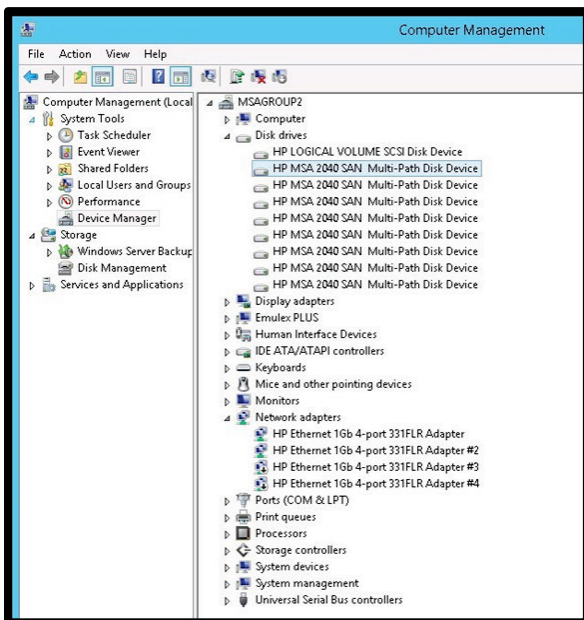 Computer Management
File Action View Help
Computer Management (Local
System Tools
Task Scheduler
Event Viewer
Shared Folders
Local Users and Groups
Performance
Device Manager
Storage
Windows Server Backup
Disk Management
Services and Applications
MSAGROUP2
Computer
Disk drives
HP LOGICAL VOLUME SCSI Disk Device
HP MSA 2040 SAN Multi-Path Disk Device
HP MSA 2040 SAN Multi-Path Disk Device
HP MSA 2040 SAN Multi-Path Disk Device
HP MSA 2040 SAN Multi-Path Disk Device
HP MSA 2040 SAN Multi-Path Disk Device
HP MSA 2040 SAN Multi-Path Disk Device
HP MSA 2040 SAN Multi-Path Disk Device
HP MSA 2040 SAN Multi-Path Disk Device
Display adapters
Emulex PLUS
Human Interface Devices
IDE ATA/ATAPI controllers
Keyboards
Mice and other pointing devices
Monitors
Network adapters
HP Ethernet 1Gb 4-port 331FLR Adapter
HP Ethernet 1Gb 4-port 331FLR Adapter #2
HP Ethernet 1Gb 4-port 331FLR Adapter #3
HP Ethernet 1Gb 4-port 331FLR Adapter #4
Ports (COM & LPT)
Print queues
Processors
Storage controllers
System devices
System management
Universal Serial Bus controllers